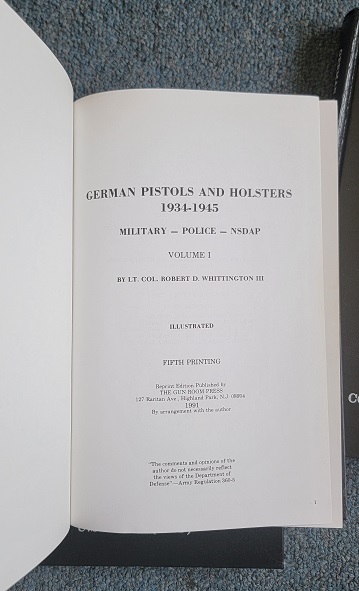 GERMAN PISTOLS AND HOLSTERS
1934-1945
MILITARY — POLICE — NSDAP
VOLUME I
BY LT. COL. ROBERT D. WHITTINGTON III
ILLUSTRATED
FIFTH PRINTING
Reprint Edition Published by
THE GUN ROOM PRESS
127 Raritan Ave., Highland Park, N.J. 08904
1991
By arrangement with the author
"The comments and opinions of the
author do not necessarily reflect
the views of the Department of
Defense"—Army Regulation 360-5
1
Co